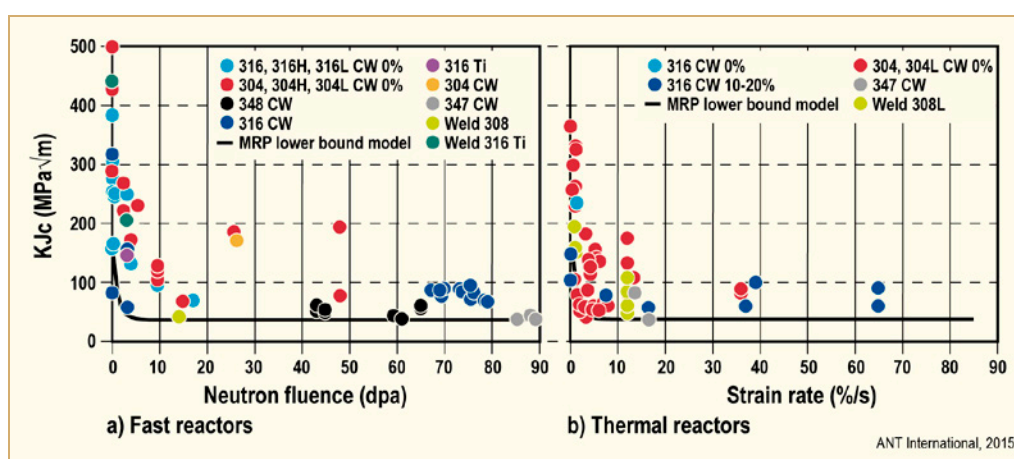 500
400
300
200
100
0
KJc (MPa√m)
316, 316H, 316L CW 0%
304, 304H, 304L CW 0%
348 CW
316 CW
MRP lower bound model
316 Ti
304 CW
347 CW
Weld 308
Weld 316 Ti
0 10 20 30 40 50 60 70 80 90
Neutron fluence (dpa)
a) Fast reactors
316 CW 0%
316 CW 10-20%
MRP lower bound model
304, 304L CW 0%
347 CW
Weld 308L
0 10 20 30 40 50 60 70 80 90
Strain rate (%/s)
b) Thermal reactors
ANT International, 2015